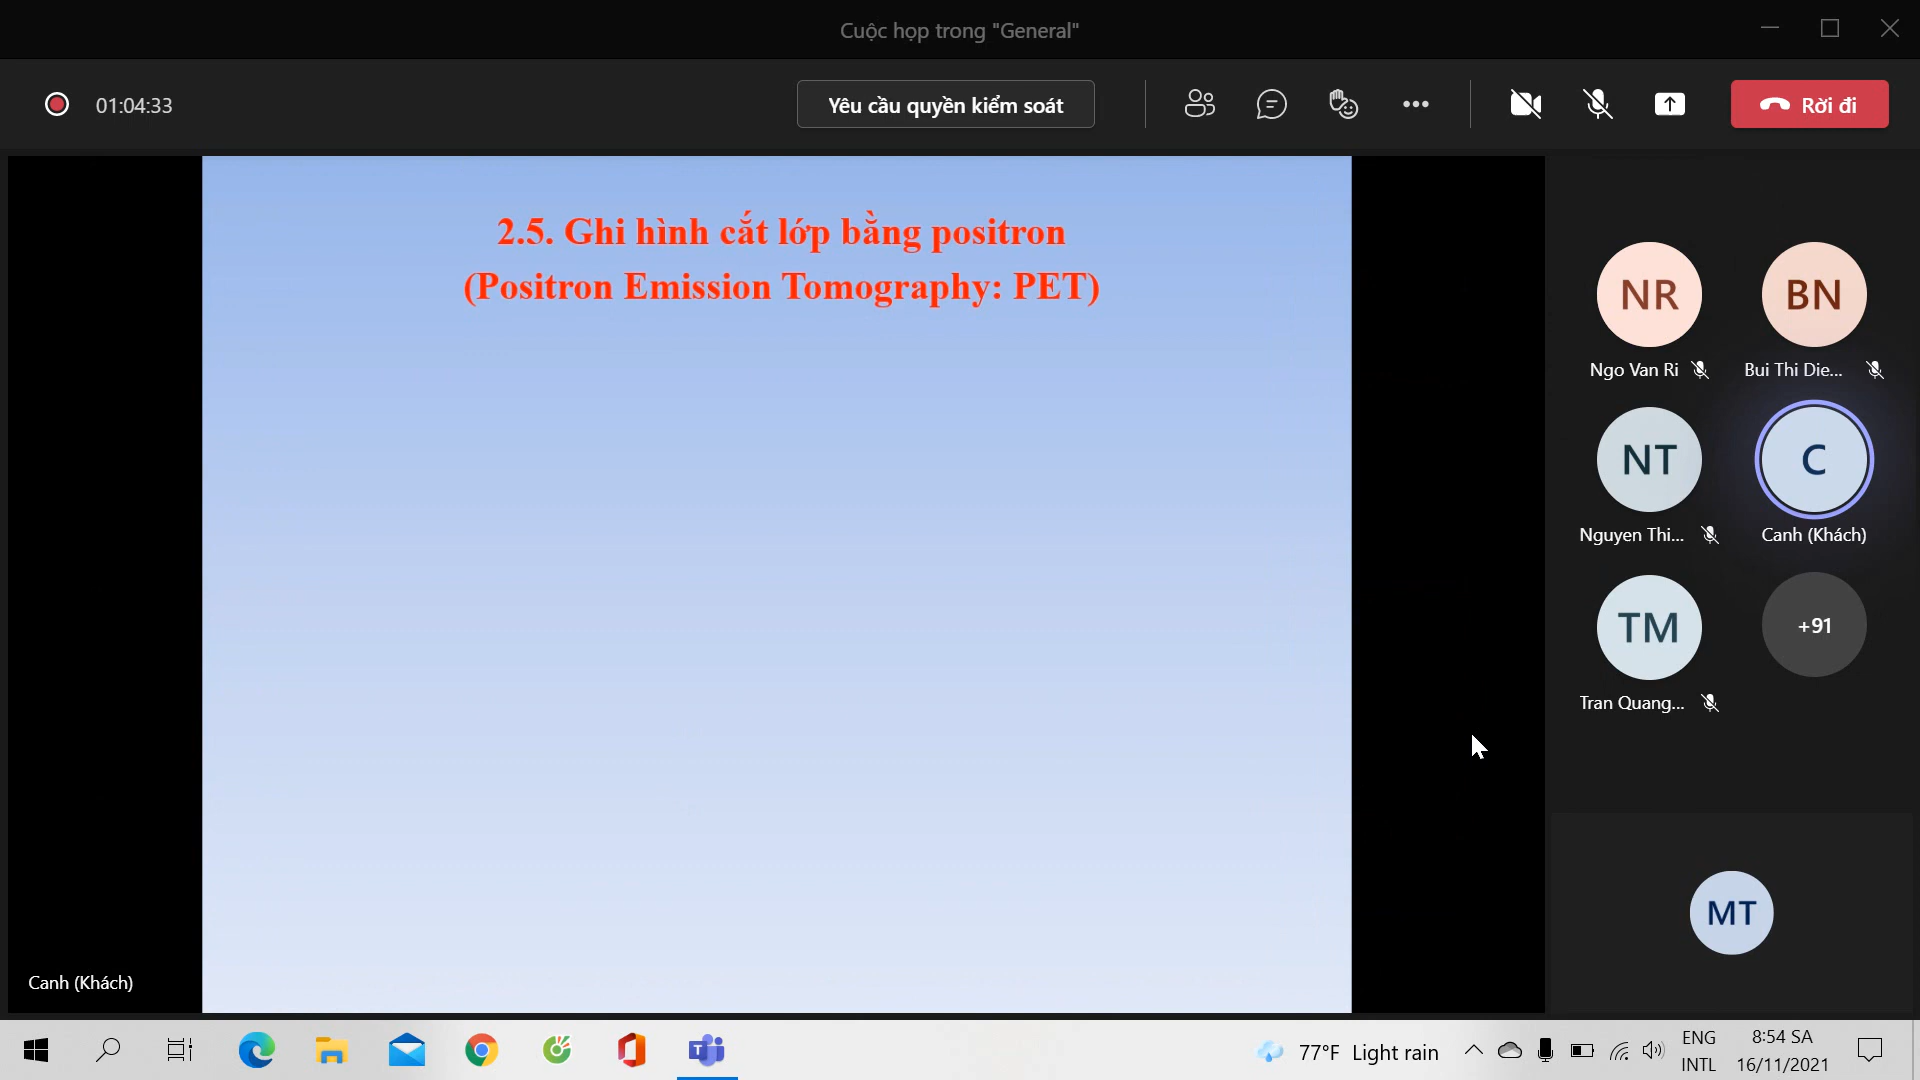 Cuộc họp trong "General"
01:04:33
Yêu cầu quyền kiểm soát
Rời đi
2.5. Ghi hình cắt lớp bằng positron
(Positron Emission Tomography: PET)
NR
BN
Ngo Van Ri
Bui Thi Die...
NT
C
Nguyen Thi...
Canh (Khách)
TM
+91
Tran Quang...
MT
Canh (Khách)
77°F Light rain
ENG
INTL
8:54 SA
16/11/2021